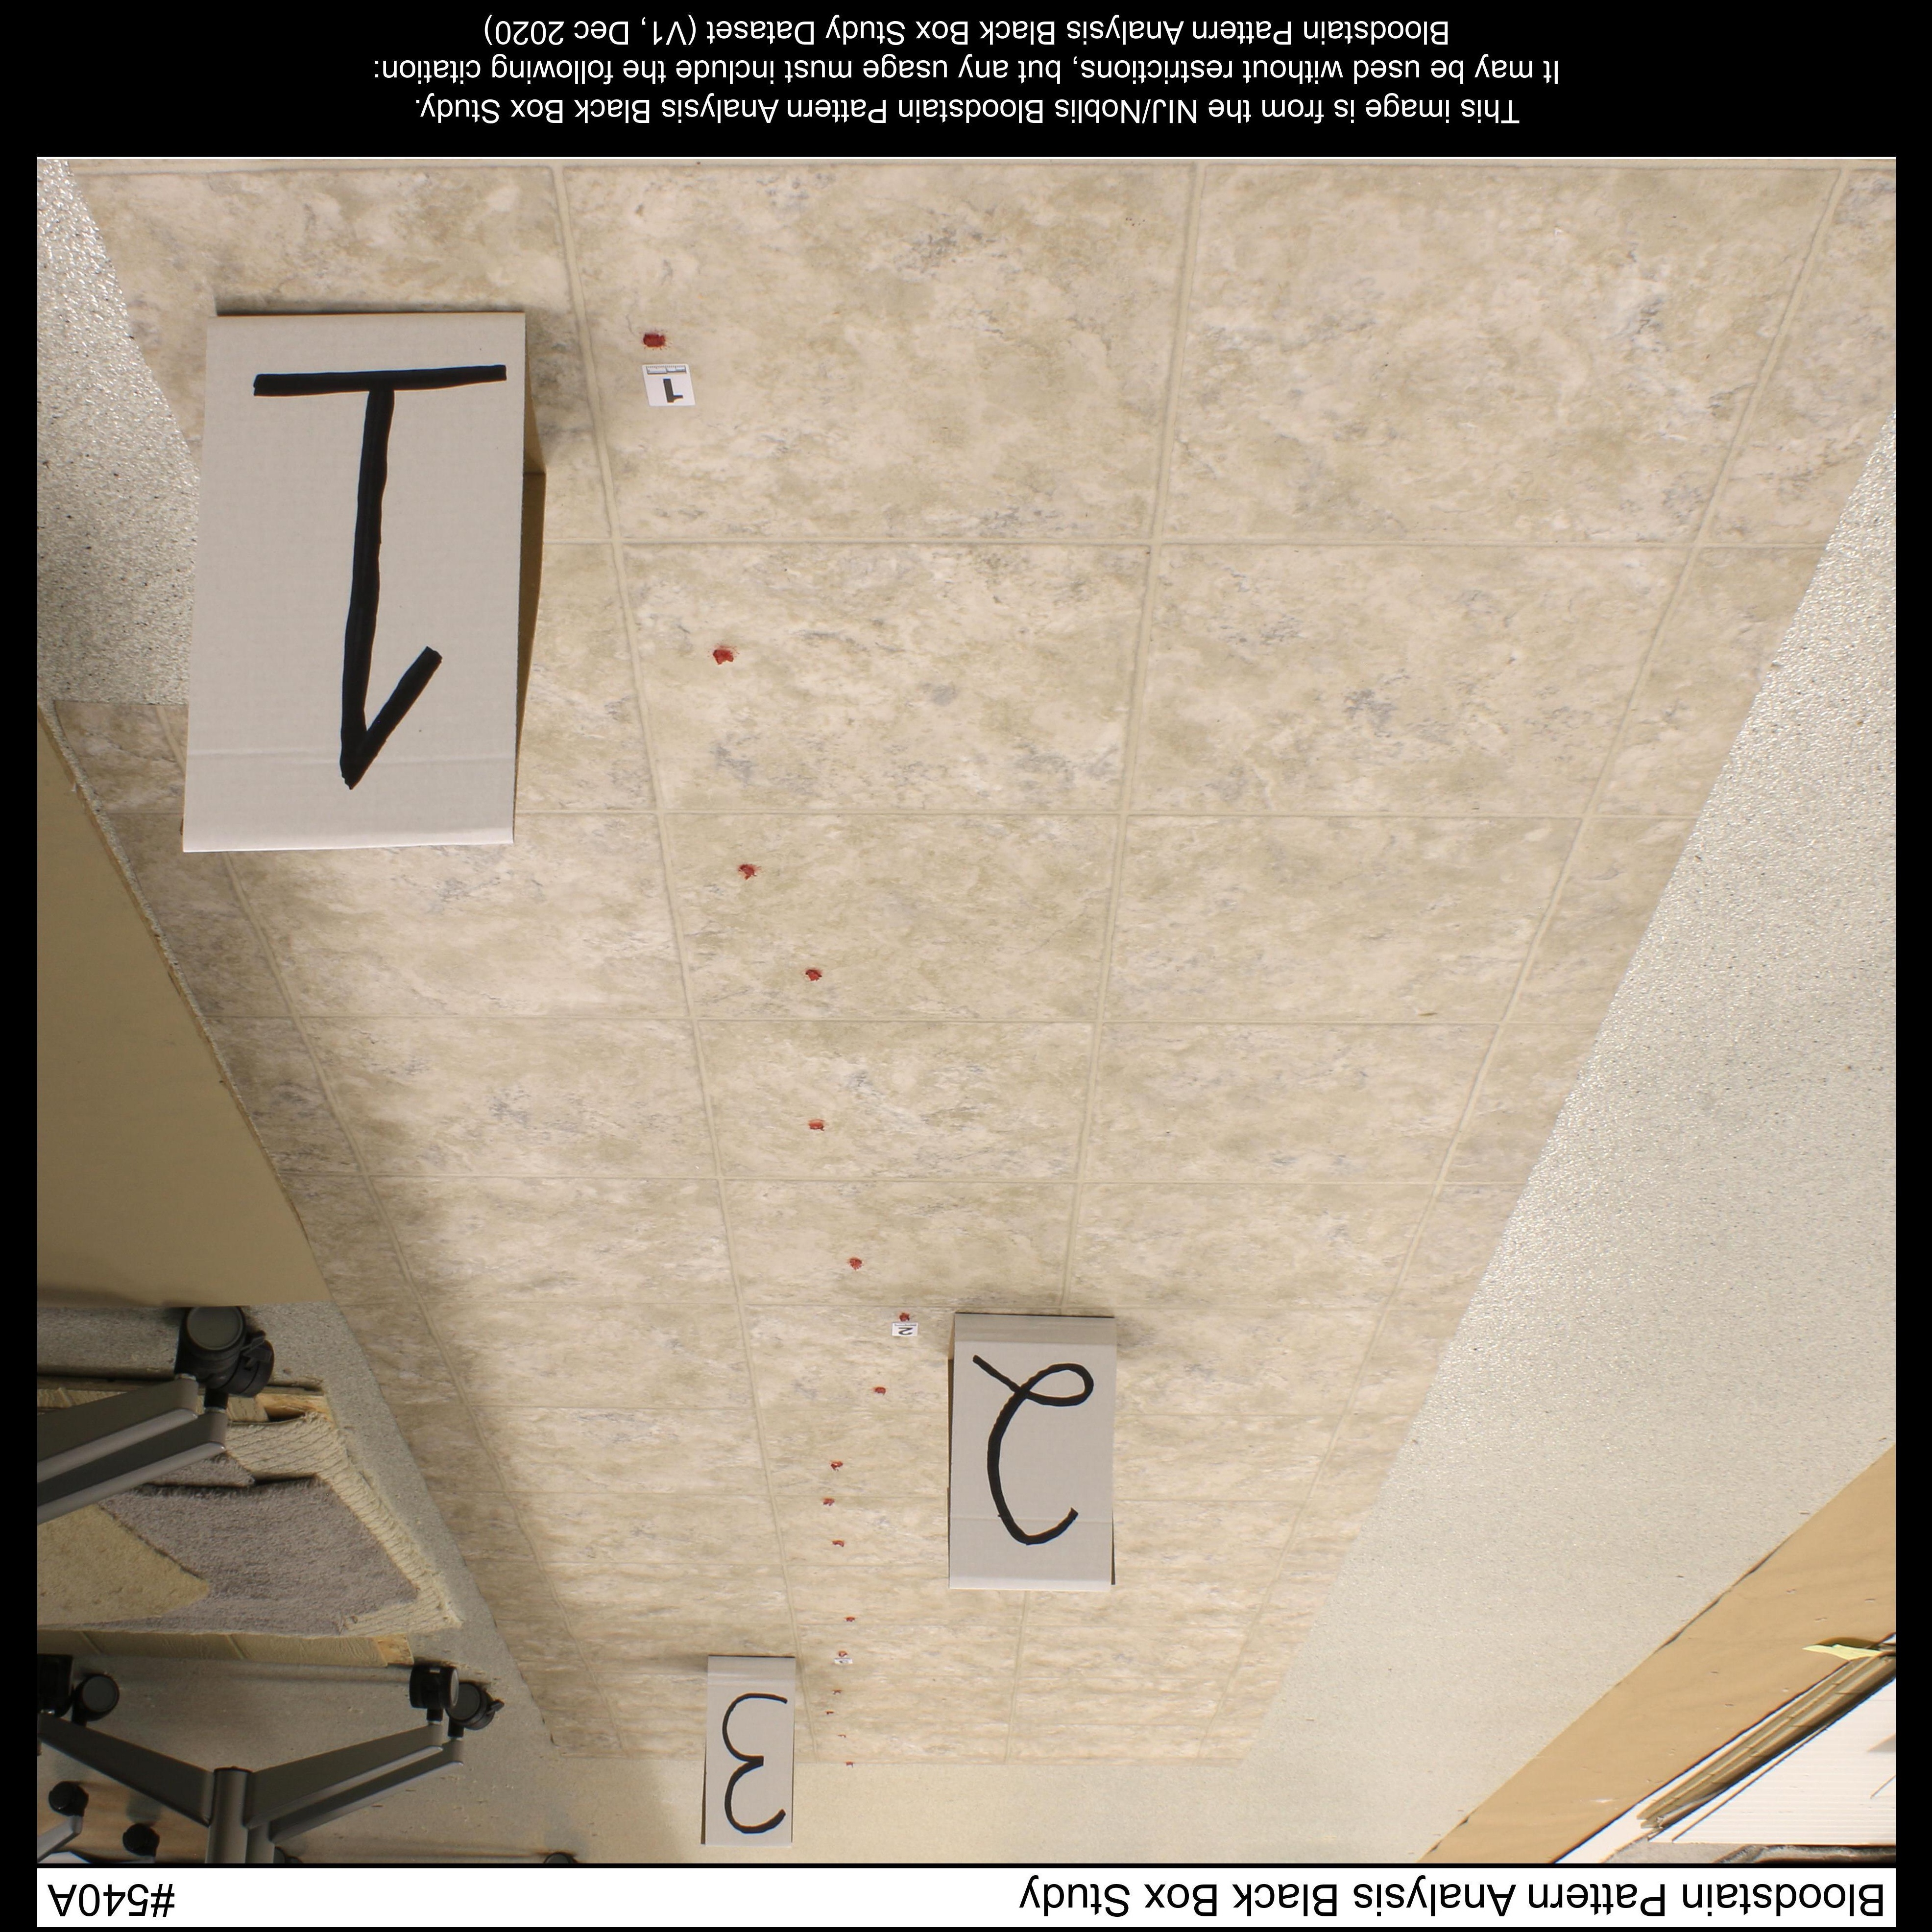 Bloodstain Pattern Analysis Black Box Study #540A
3
2
2
1
1
This image is from the NIJ/Noblis Bloodstain Pattern Analysis Black Box Study.
It may be used without restrictions, but any usage must include the following citation:
Bloodstain Pattern Analysis Black Box Study Dataset (V1, Dec 2020)